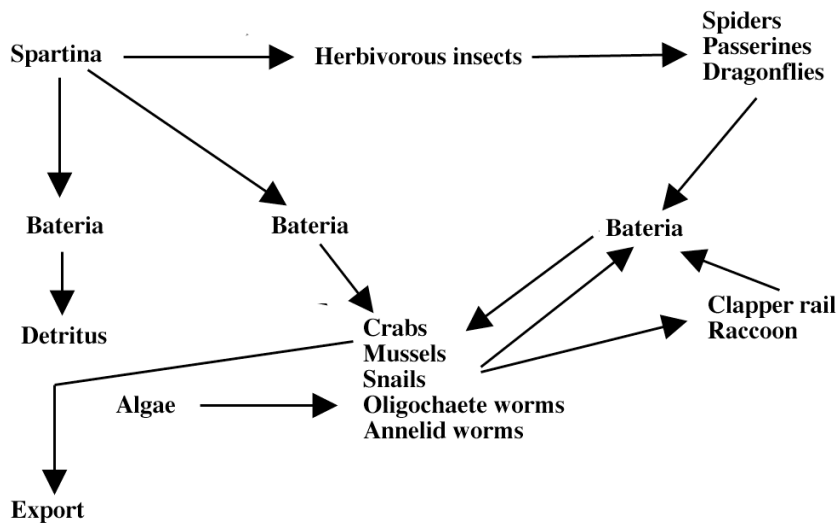 Spartina
Herbivorous insects
Spiders
Passerines
Dragonflies
Bateria
Bateria
Bateria
Detritus
Clapper rail
Raccoon
Crabs
Mussels
Snails
Oligochaete worms
Annelid worms
Algae
Export